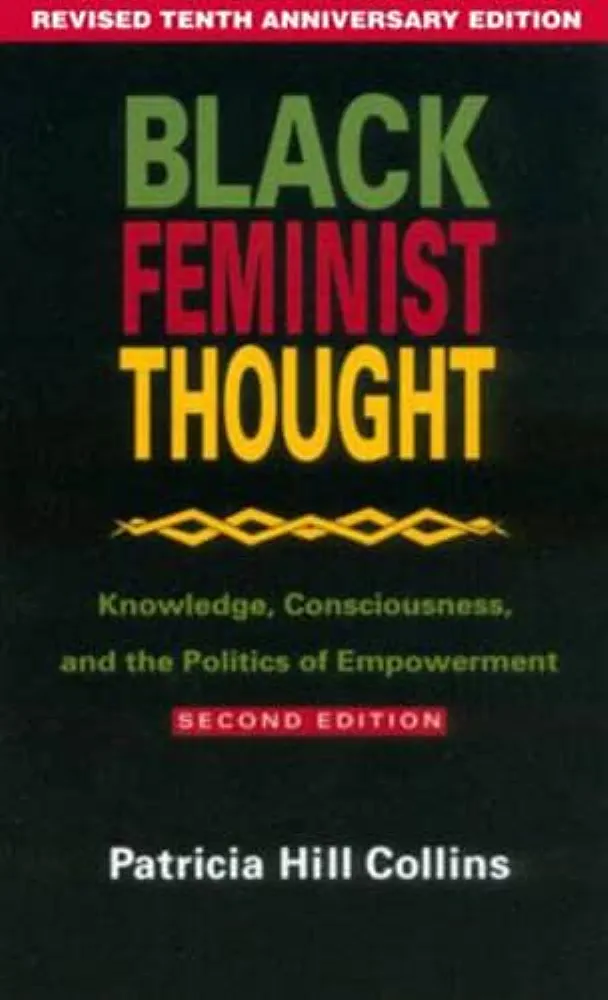 REVISED TENTH ANNIVERSARY EDITION
BLACK
FEMINIST
THOUGHT
Knowledge, Consciousness,
and the Politics of Empowerment
SECOND EDITION
Patricia Hill Collins